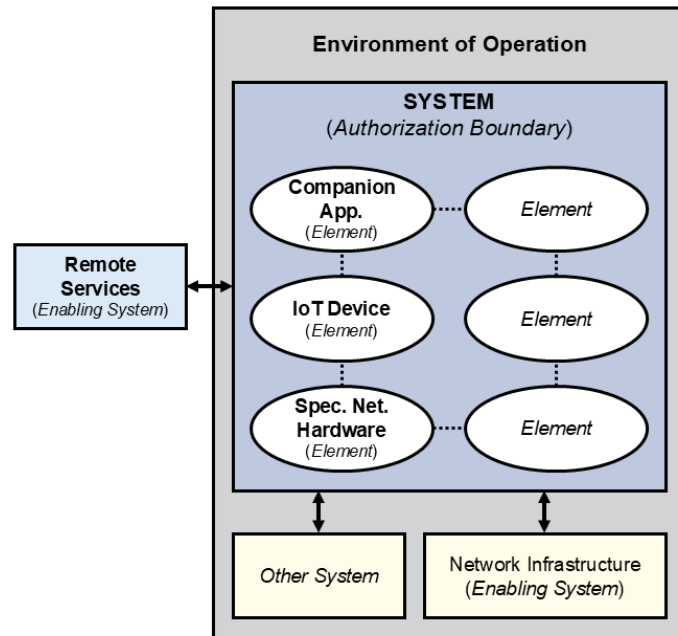 Environment of Operation
SYSTEM
(Authorization Boundary)
Companion
App.
(Element)
Element
Remote
Services
(Enabling System)
IoT Device
(Element)
Element
Spec. Net.
Hardware
(Element)
Element
Other System
Network Infrastructure
(Enabling System)